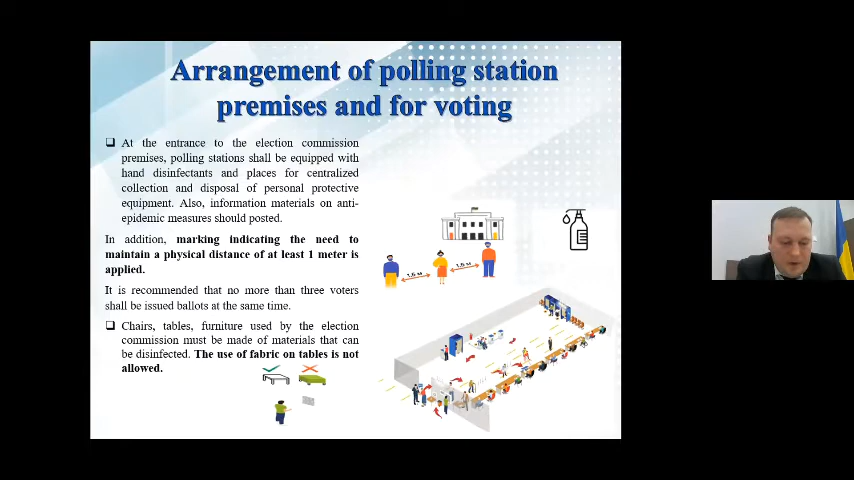 Arrangement of polling station
premises and for voting
❑ At the entrance to the election commission
premises, polling stations shall be equipped with
hand disinfectants and places for centralized
collection and disposal of personal protective
equipment. Also, information materials on anti-
epidemic measures should posted.
In addition, marking indicating the need to
maintain a physical distance of at least 1 meter is
applied.
It is recommended that no more than three voters
shall be issued ballots at the same time.
❑ Chairs, tables, furniture used by the election
commission must be made of materials that can
be disinfected. The use of fabric on tables is not
allowed.